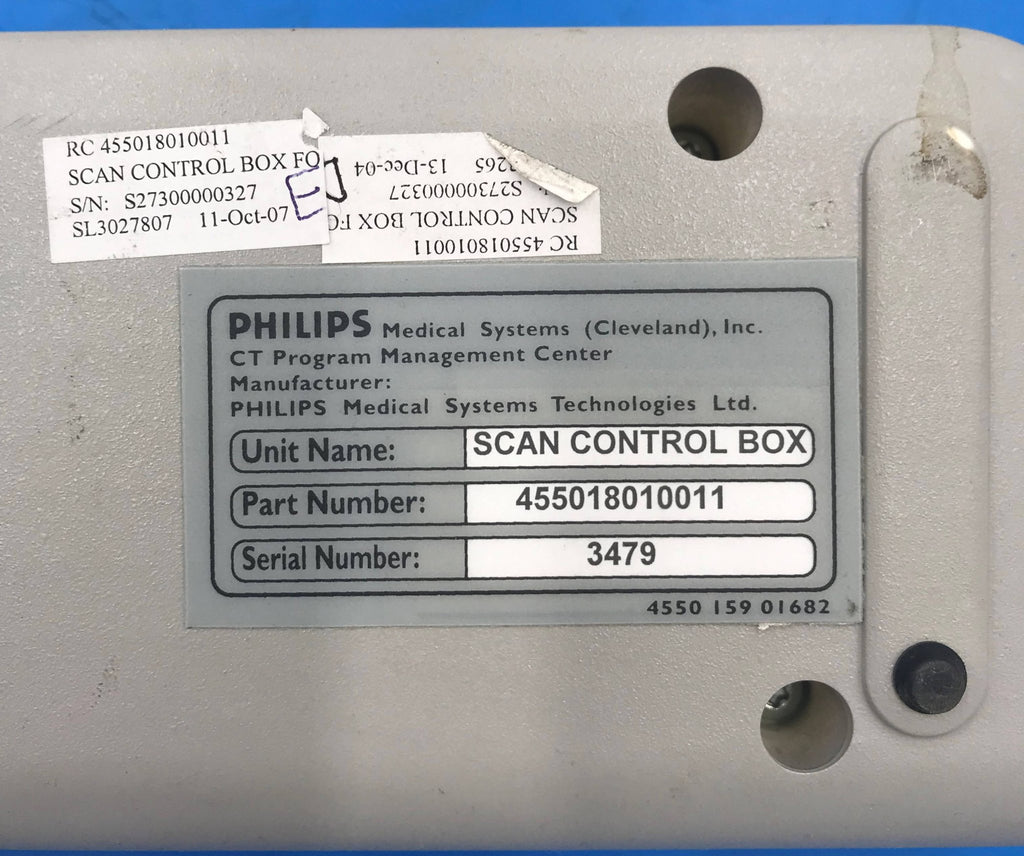 RC 455018010011
SCAN CONTROL BOX FO
S/N: S27300000327
SL3027807 11-Oct-07
E
RC 455018010011
SCAN CONTROL BOX FO
S27300000327
3265 13-Dec-04
PHILIPS Medical Systems (Cleveland), Inc.
CT Program Management Center
Manufacturer:
PHILIPS Medical Systems Technologies Ltd.
Unit Name: SCAN CONTROL BOX
Part Number: 455018010011
Serial Number: 3479
4550 159 01682